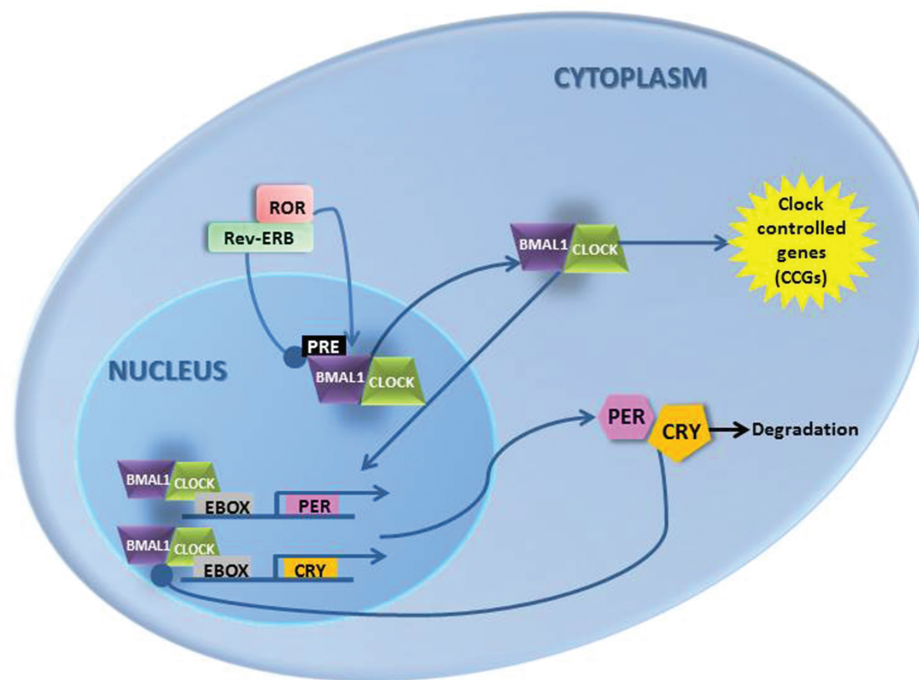 CYTOPLASM
ROR
Rev-ERB
BMAL1
CLOCK
Clock
controlled
genes
(CCGs)
PRE
BMAL1
CLOCK
NUCLEUS
PER
CRY
Degradation
BMAL1
CLOCK
EBOX
PER
BMAL1
CLOCK
EBOX
CRY